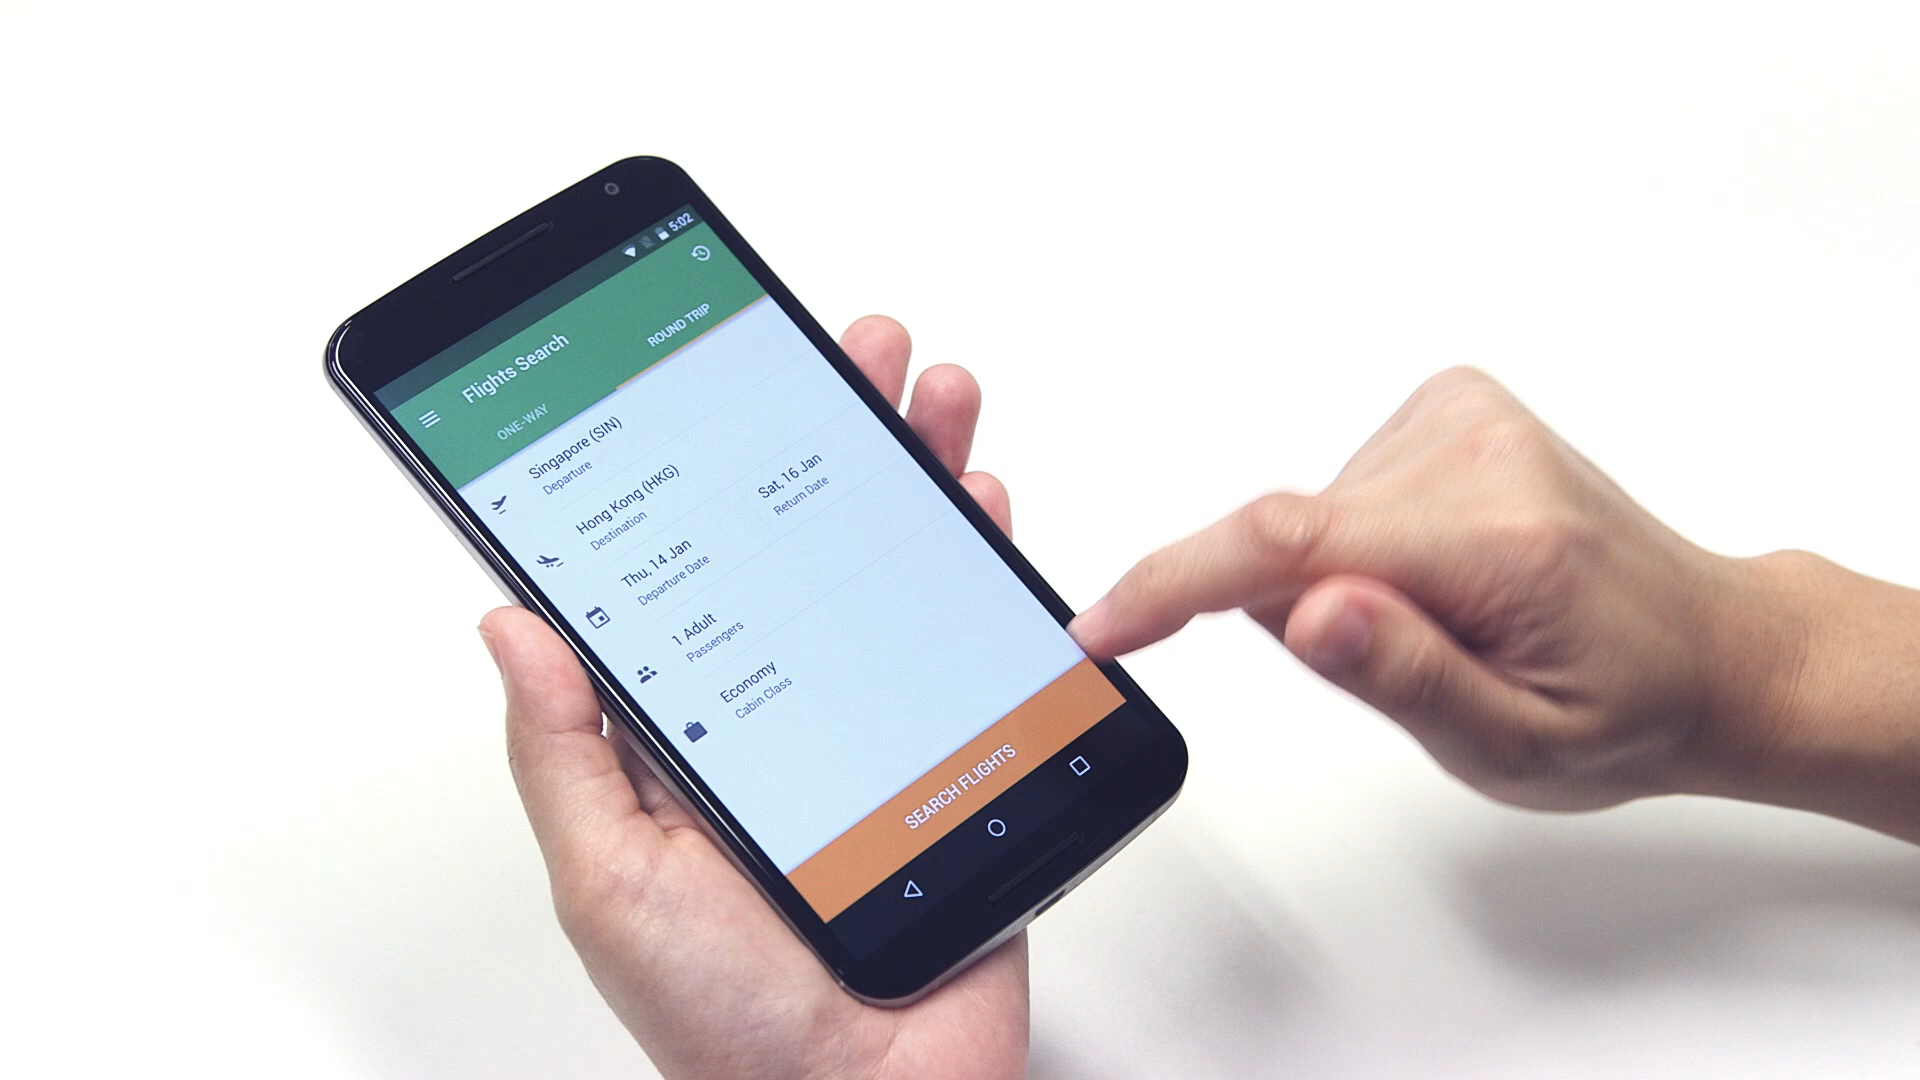 5:02
Flights Search
ONE-WAY
ROUND TRIP
Singapore (SIN)
Departure
Hong Kong (HKG)
Destination
Thu, 14 Jan
Departure Date
Sat, 16 Jan
Return Date
1 Adult
Passengers
Economy
Cabin Class
SEARCH FLIGHTS